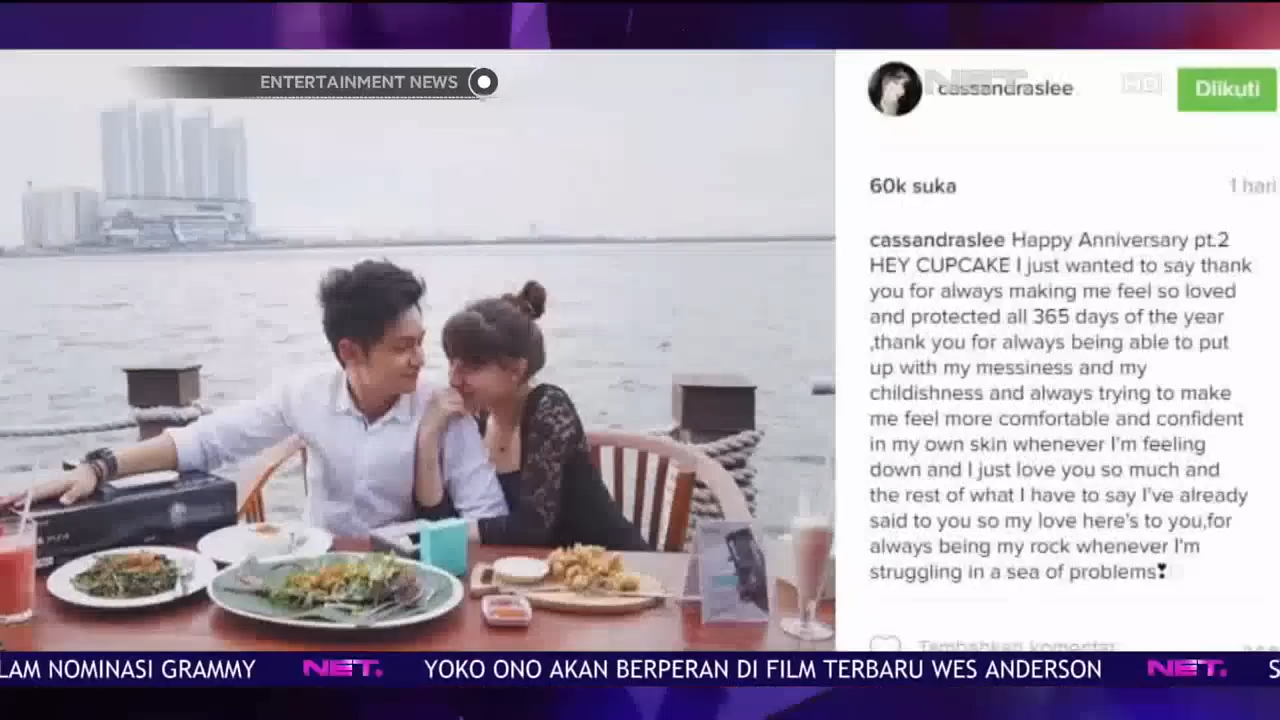 ENTERTAINMENT NEWS
NET.
HD
cassandraslee
Diikuti
60k suka
1 hari
cassandraslee Happy Anniversary pt.2
HEY CUPCAKE I just wanted to say thank
you for always making me feel so loved
and protected all 365 days of the year
,thank you for always being able to put
up with my messiness and my
childishness and always trying to make
me feel more comfortable and confident
in my own skin whenever I'm feeling
down and I just love you so much and
the rest of what I have to say I've already
said to you so my love here's to you,for
always being my rock whenever I'm
struggling in a sea of problems❣
Tambahkan komentar
LAM NOMINASI GRAMMY NET. YOKO ONO AKAN BERPERAN DI FILM TERBARU WES ANDERSON NET. S